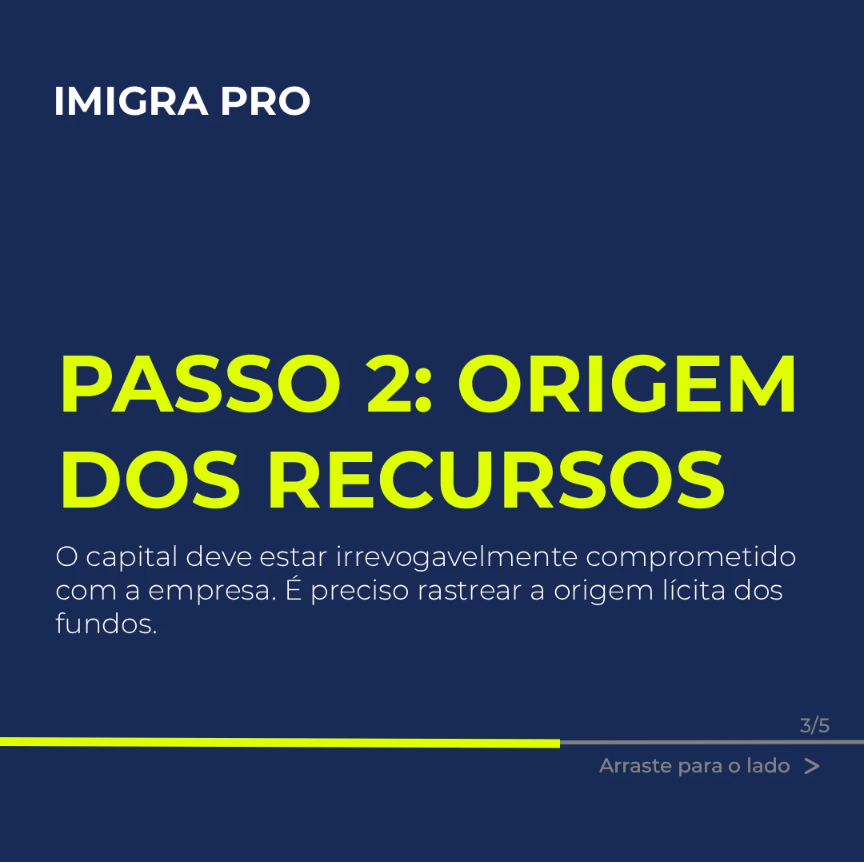 IMIGRA PRO
PASSO 2: ORIGEM
DOS RECURSOS
O capital deve estar irrevogavelmente comprometido
com a empresa. É preciso rastrear a origem lícita dos
fundos.
3/5
Arraste para o lado >